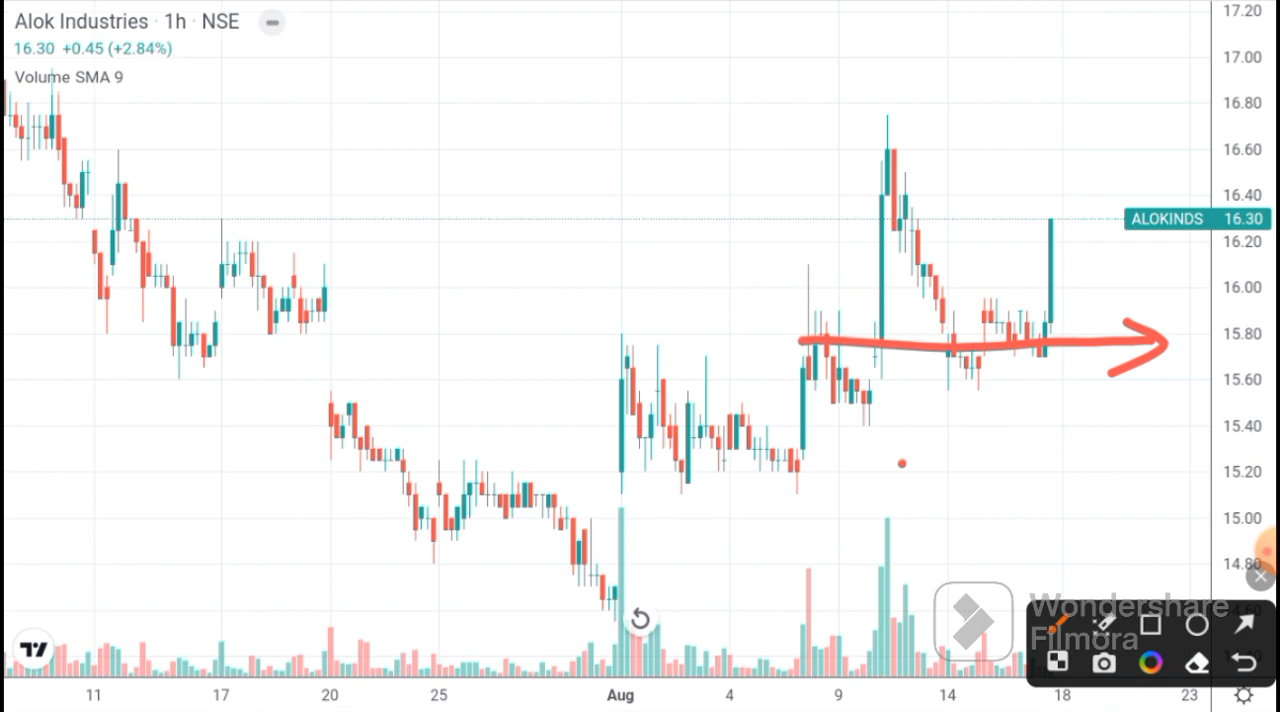 Alok Industries · 1h · NSE
16.30 +0.45 (+2.84%)
Volume SMA 9
17.20
17.00
16.80
16.60
16.40
ALOKINDS 16.30
16.20
16.00
15.80
15.60
15.40
15.20
15.00
14.80
Wondershare
Filmora
11 17 20 25 Aug 4 9 14 18 23